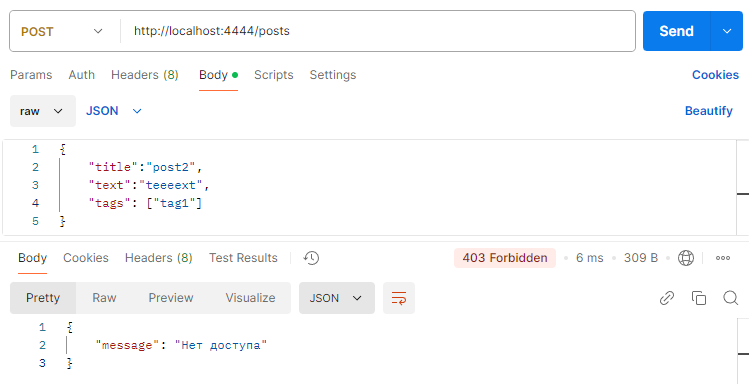 POST http://localhost:4444/posts Send
Params Auth Headers (8) Body Scripts Settings Cookies
raw JSON Beautify
1 {
2 "title":"post2",
3 "text":"teeeext",
4 "tags": ["tag1"]
5 }
Body Cookies Headers (8) Test Results 403 Forbidden • 6 ms • 309 B
Pretty Raw Preview Visualize JSON
1 {
2 "message": "Нет доступа"
3 }